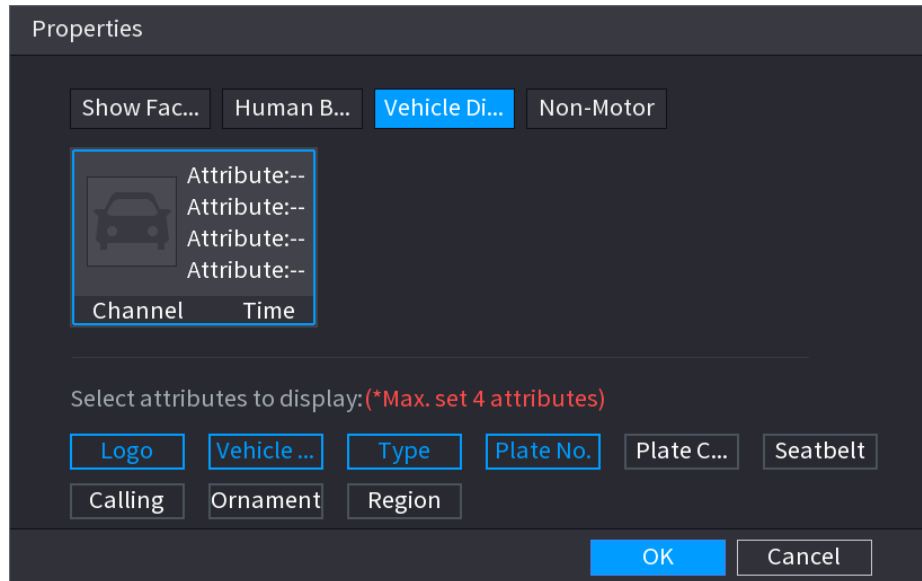 Properties
Show Fac... Human B... Vehicle Di... Non-Motor
Attribute:--
Attribute:--
Attribute:--
Attribute:--
Channel Time
Select attributes to display:(*Max. set 4 attributes)
Logo Vehicle ... Type Plate No. Plate C... Seatbelt
Calling Ornament Region
OK Cancel